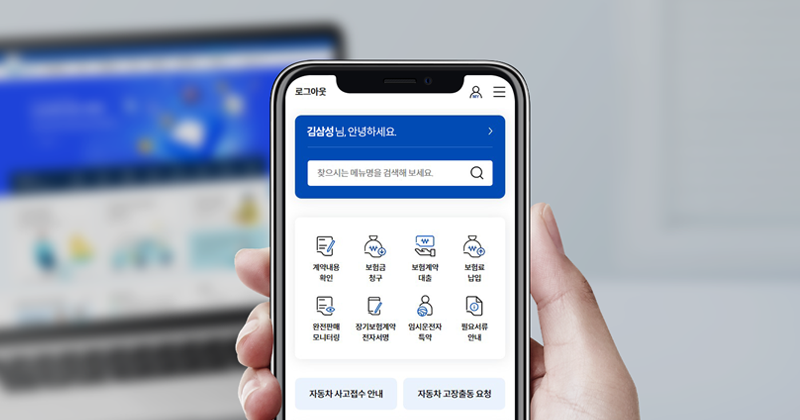 로그아웃
김삼성 님, 안녕하세요.
찾으시는 메뉴명을 검색해 보세요.
계약내용 보험금 보험계약 보험료
확인 청구 대출 납입
완전판매 장기보험계약 임시운전자 필요서류
모니터링 전자서명 특약 안내
자동차 사고접수 안내 자동차 고장출동 요청